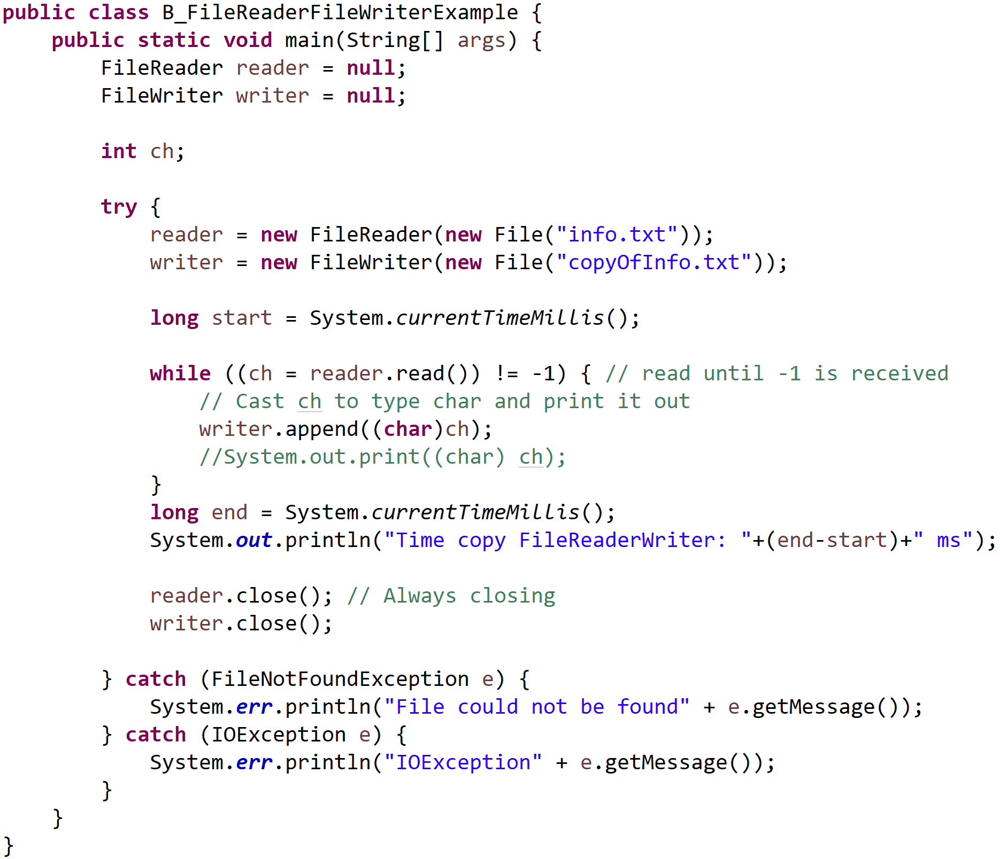 public class B_FileReaderFileWriterExample {
    public static void main(String[] args) {
        FileReader reader = null;
        FileWriter writer = null;

        int ch;

        try {
            reader = new FileReader(new File("info.txt"));
            writer = new FileWriter(new File("copyOfInfo.txt"));

            long start = System.currentTimeMillis();

            while ((ch = reader.read()) != -1) { // read until -1 is received
                // Cast ch to type char and print it out
                writer.append((char)ch);
                //System.out.print((char) ch);
            }
            long end = System.currentTimeMillis();
            System.out.println("Time copy FileReaderWriter: "+(end-start)+" ms");

            reader.close(); // Always closing
            writer.close();

        } catch (FileNotFoundException e) {
            System.err.println("File could not be found" + e.getMessage());
        } catch (IOException e) {
            System.err.println("IOException" + e.getMessage());
        }
    }
}